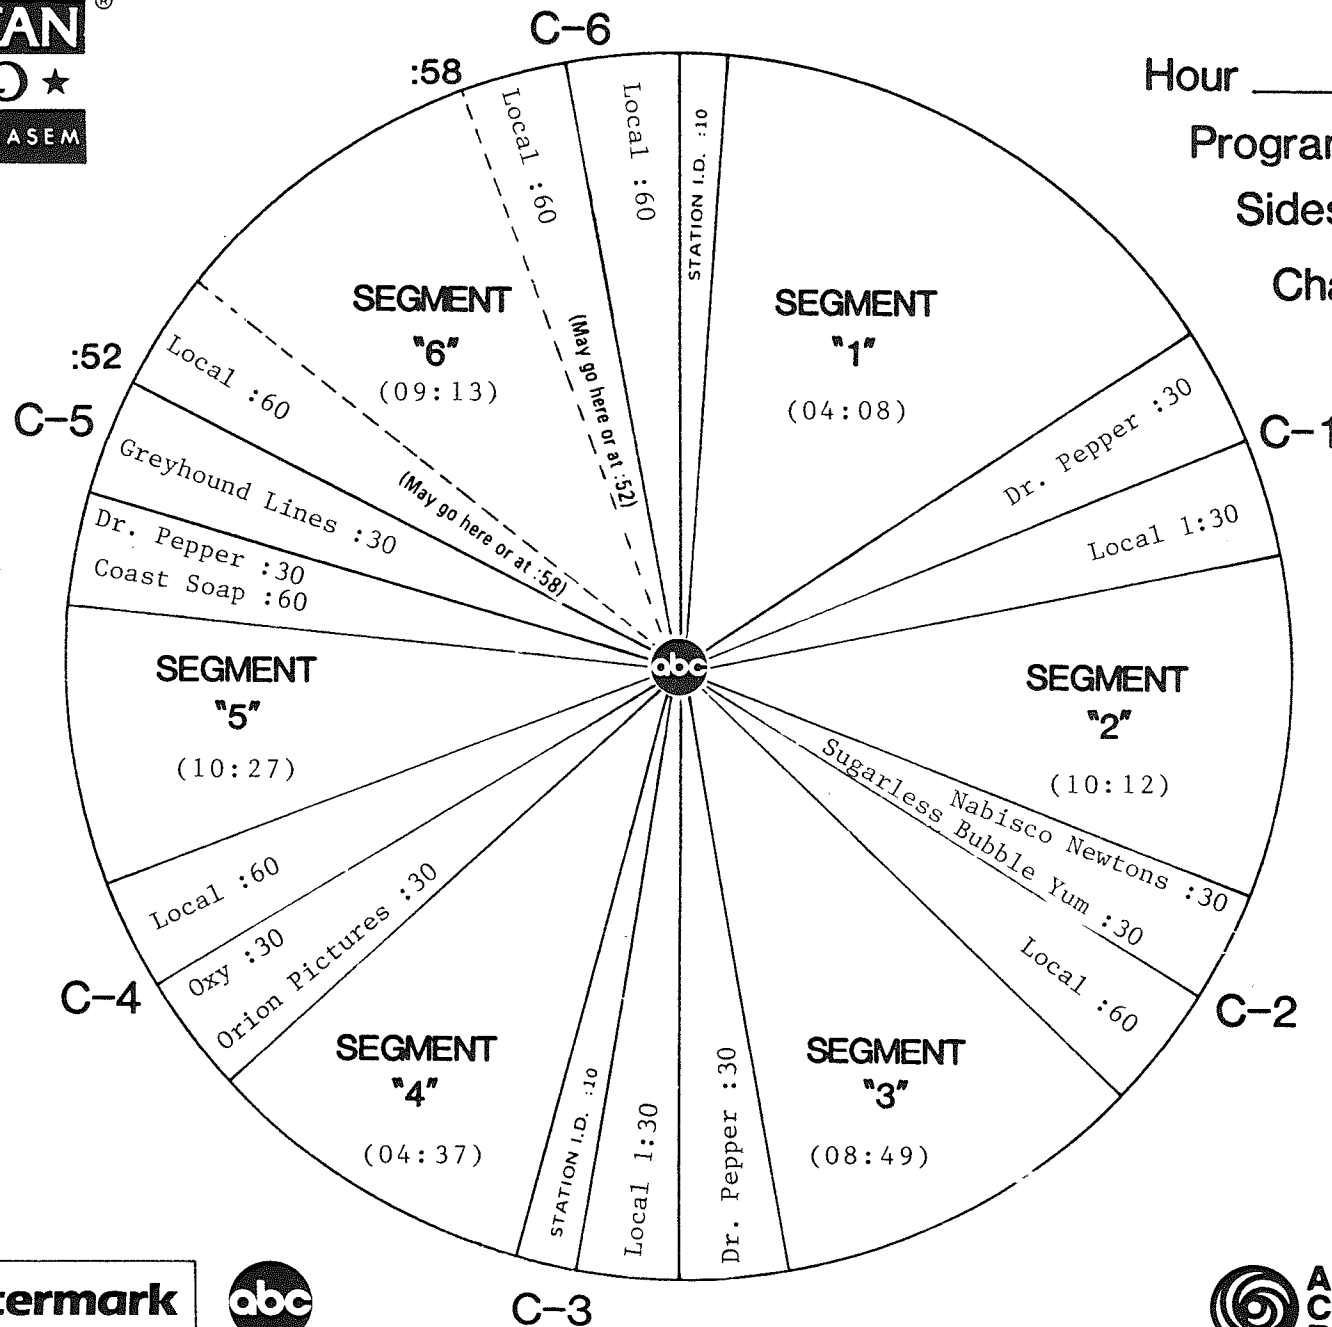 ASEM
®
C-6
:58
Hour
Local :60
Local :60
STATION I.D. :10
SEGMENT
"1"
(04:08)
Dr. Pepper :30
C-1
Local 1:30
SEGMENT
"2"
(10:12)
Nabisco Newtons :30
Sugarless Bubble Yum :30
C-2
Local :60
SEGMENT
"3"
(08:49)
Dr. Pepper :30
C-3
Local 1:30
STATION I.D. :10
SEGMENT
"4"
(04:37)
Orion Pictures :30
Oxy :30
C-4
Local :60
SEGMENT
"5"
(10:27)
Coast Soap :60
Dr. Pepper :30
Greyhound Lines :30
C-5
:52
Local :60
(May go here or at :58)
SEGMENT
"6"
(09:13)
(May go here or at :52)
abc
termark
abc